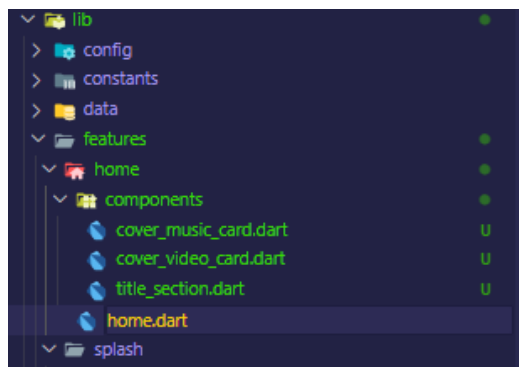 lib
config
constants
data
features
home
components
cover_music_card.dart U
cover_video_card.dart U
title_section.dart U
home.dart
splash